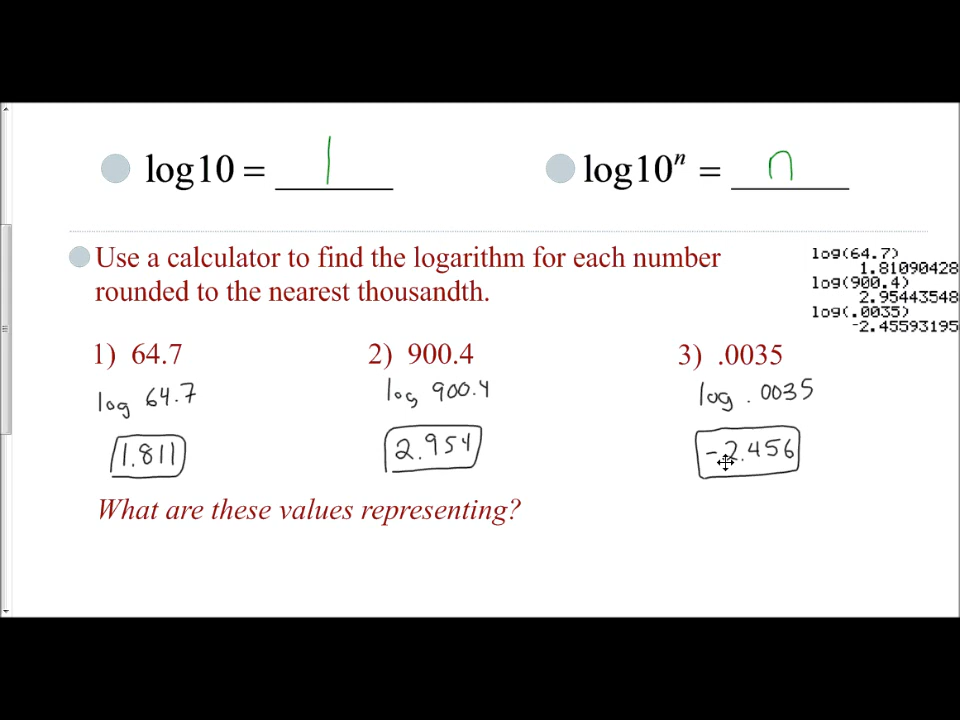 log10 = 1
log10ⁿ = n
Use a calculator to find the logarithm for each number
rounded to the nearest thousandth.
log(64.7)
1.81090428
log(900.4)
2.95443548
log(.0035)
-2.45593195
1) 64.7
2) 900.4
3) .0035
log 64.7
log 900.4
log .0035
1.811
2.954
-2.456
What are these values representing?